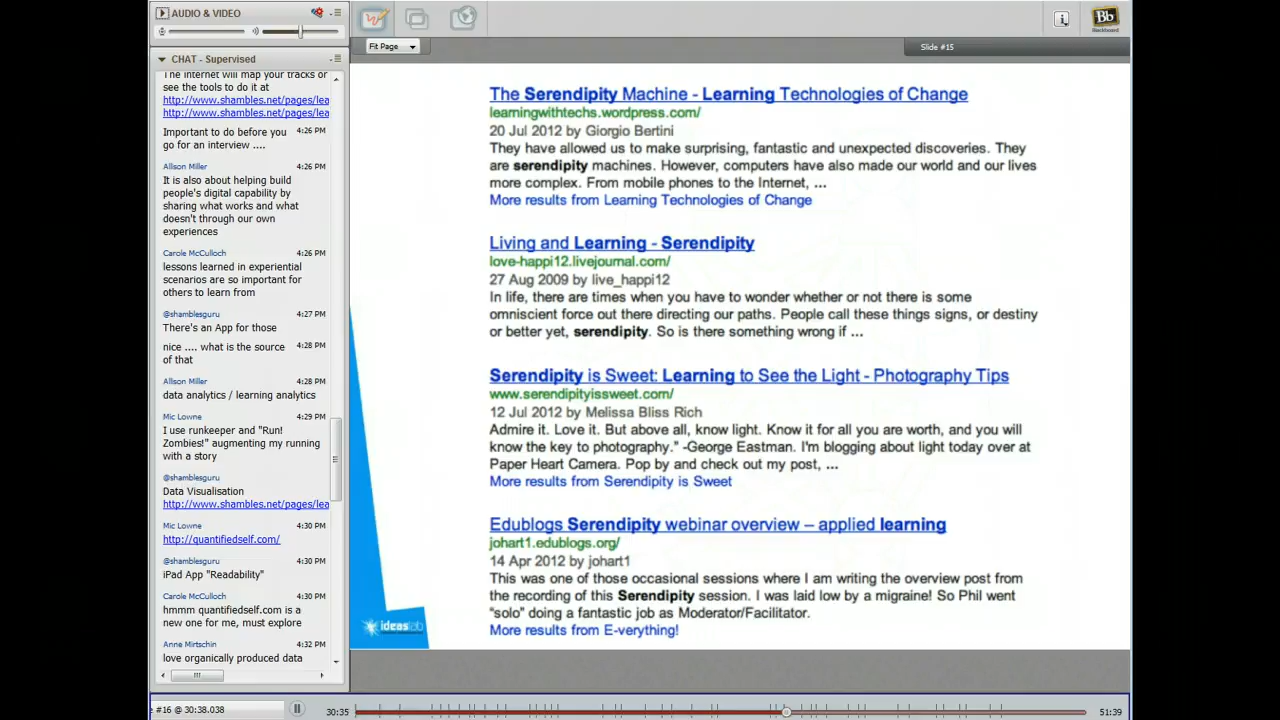 AUDIO & VIDEO
CHAT - Supervised
The internet will map your tracks or
see the tools to do it at
http://www.shambles.net/pages/lea
http://www.shambles.net/pages/lea
Important to do before you 4:26 PM
go for an interview ....
Allson Miller 4:26 PM
It is also about helping build
people's digital capability by
sharing what works and what
doesn't through our own
experiences
Carole McCulloch 4:26 PM
lessons learned in experiential
scenarios are so important for
others to learn from
@shamblesguru 4:27 PM
There's an App for those
nice .... what is the source 4:28 PM
of that
Allson Miller 4:28 PM
data analytics / learning analytics
Mic Lowne 4:29 PM
I use runkeeper and "Run!
Zombies!" augmenting my running
with a story
@shamblesguru 4:30 PM
Data Visualisation
http://www.shambles.net/pages/lea
Mic Lowne 4:30 PM
http://quantifiedself.com/
@shamblesguru 4:30 PM
iPad App "Readability"
Carole McCulloch 4:30 PM
hmmm quantifiedself.com is a
new one for me, must explore
Anne Mirtschin 4:32 PM
love organically produced data
Fit Page
Slide #15
Bb
Blackboard
The Serendipity Machine - Learning Technologies of Change
learningwithtechs.wordpress.com/
20 Jul 2012 by Giorgio Bertini
They have allowed us to make surprising, fantastic and unexpected discoveries. They
are serendipity machines. However, computers have also made our world and our lives
more complex. From mobile phones to the Internet, ...
More results from Learning Technologies of Change
Living and Learning - Serendipity
love-happi12.livejournal.com/
27 Aug 2009 by live_happi12
In life, there are times when you have to wonder whether or not there is some
omniscient force out there directing our paths. People call these things signs, or destiny
or better yet, serendipity. So is there something wrong if ...
Serendipity is Sweet: Learning to See the Light - Photography Tips
www.serendipityissweet.com/
12 Jul 2012 by Melissa Bliss Rich
Admire it. Love it. But above all, know light. Know it for all you are worth, and you will
know the key to photography.” -George Eastman. I'm blogging about light today over at
Paper Heart Camera. Pop by and check out my post, ...
More results from Serendipity is Sweet
Edublogs Serendipity webinar overview – applied learning
johart1.edublogs.org/
14 Apr 2012 by johart1
This was one of those occasional sessions where I am writing the overview post from
the recording of this Serendipity session. I was laid low by a migraine! So Phil went
“solo” doing a fantastic job as Moderator/Facilitator.
More results from E-verything!
ideaslab
#16 @ 30:38.038
30:35
51:39